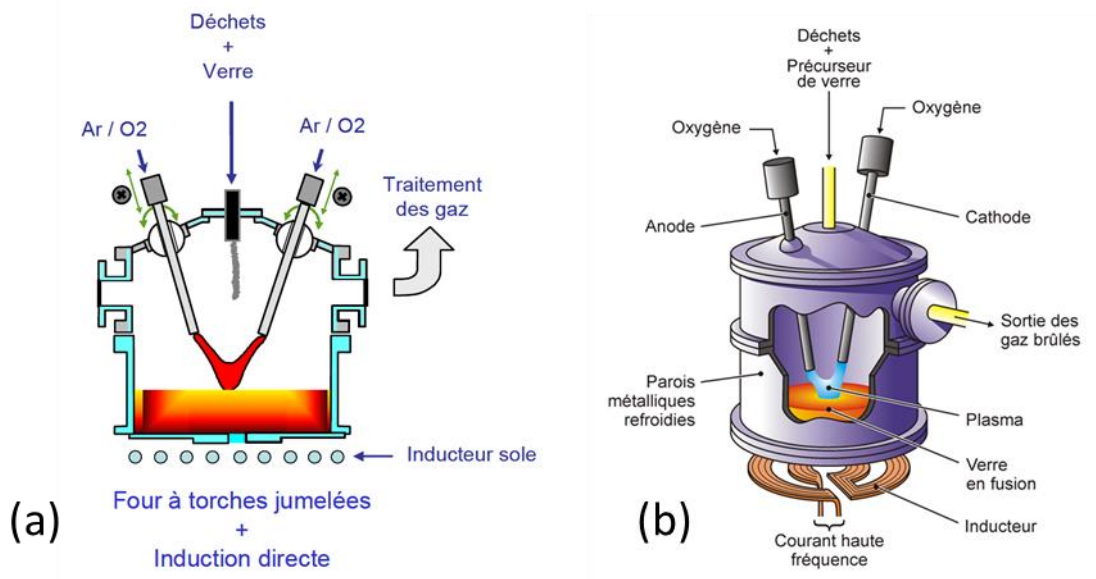 Déchets
+
Verre
Ar / O2
Ar / O2
Traitement
des gaz
Inducteur sole
(a)
Four à torches jumelées
+
Induction directe
Déchets
+
Précurseur
de verre
Oxygène
Oxygène
Anode
Cathode
Sortie des
gaz brûlés
Parois
métalliques
refroidies
Plasma
Verre
en fusion
Inducteur
(b)
Courant haute
fréquence